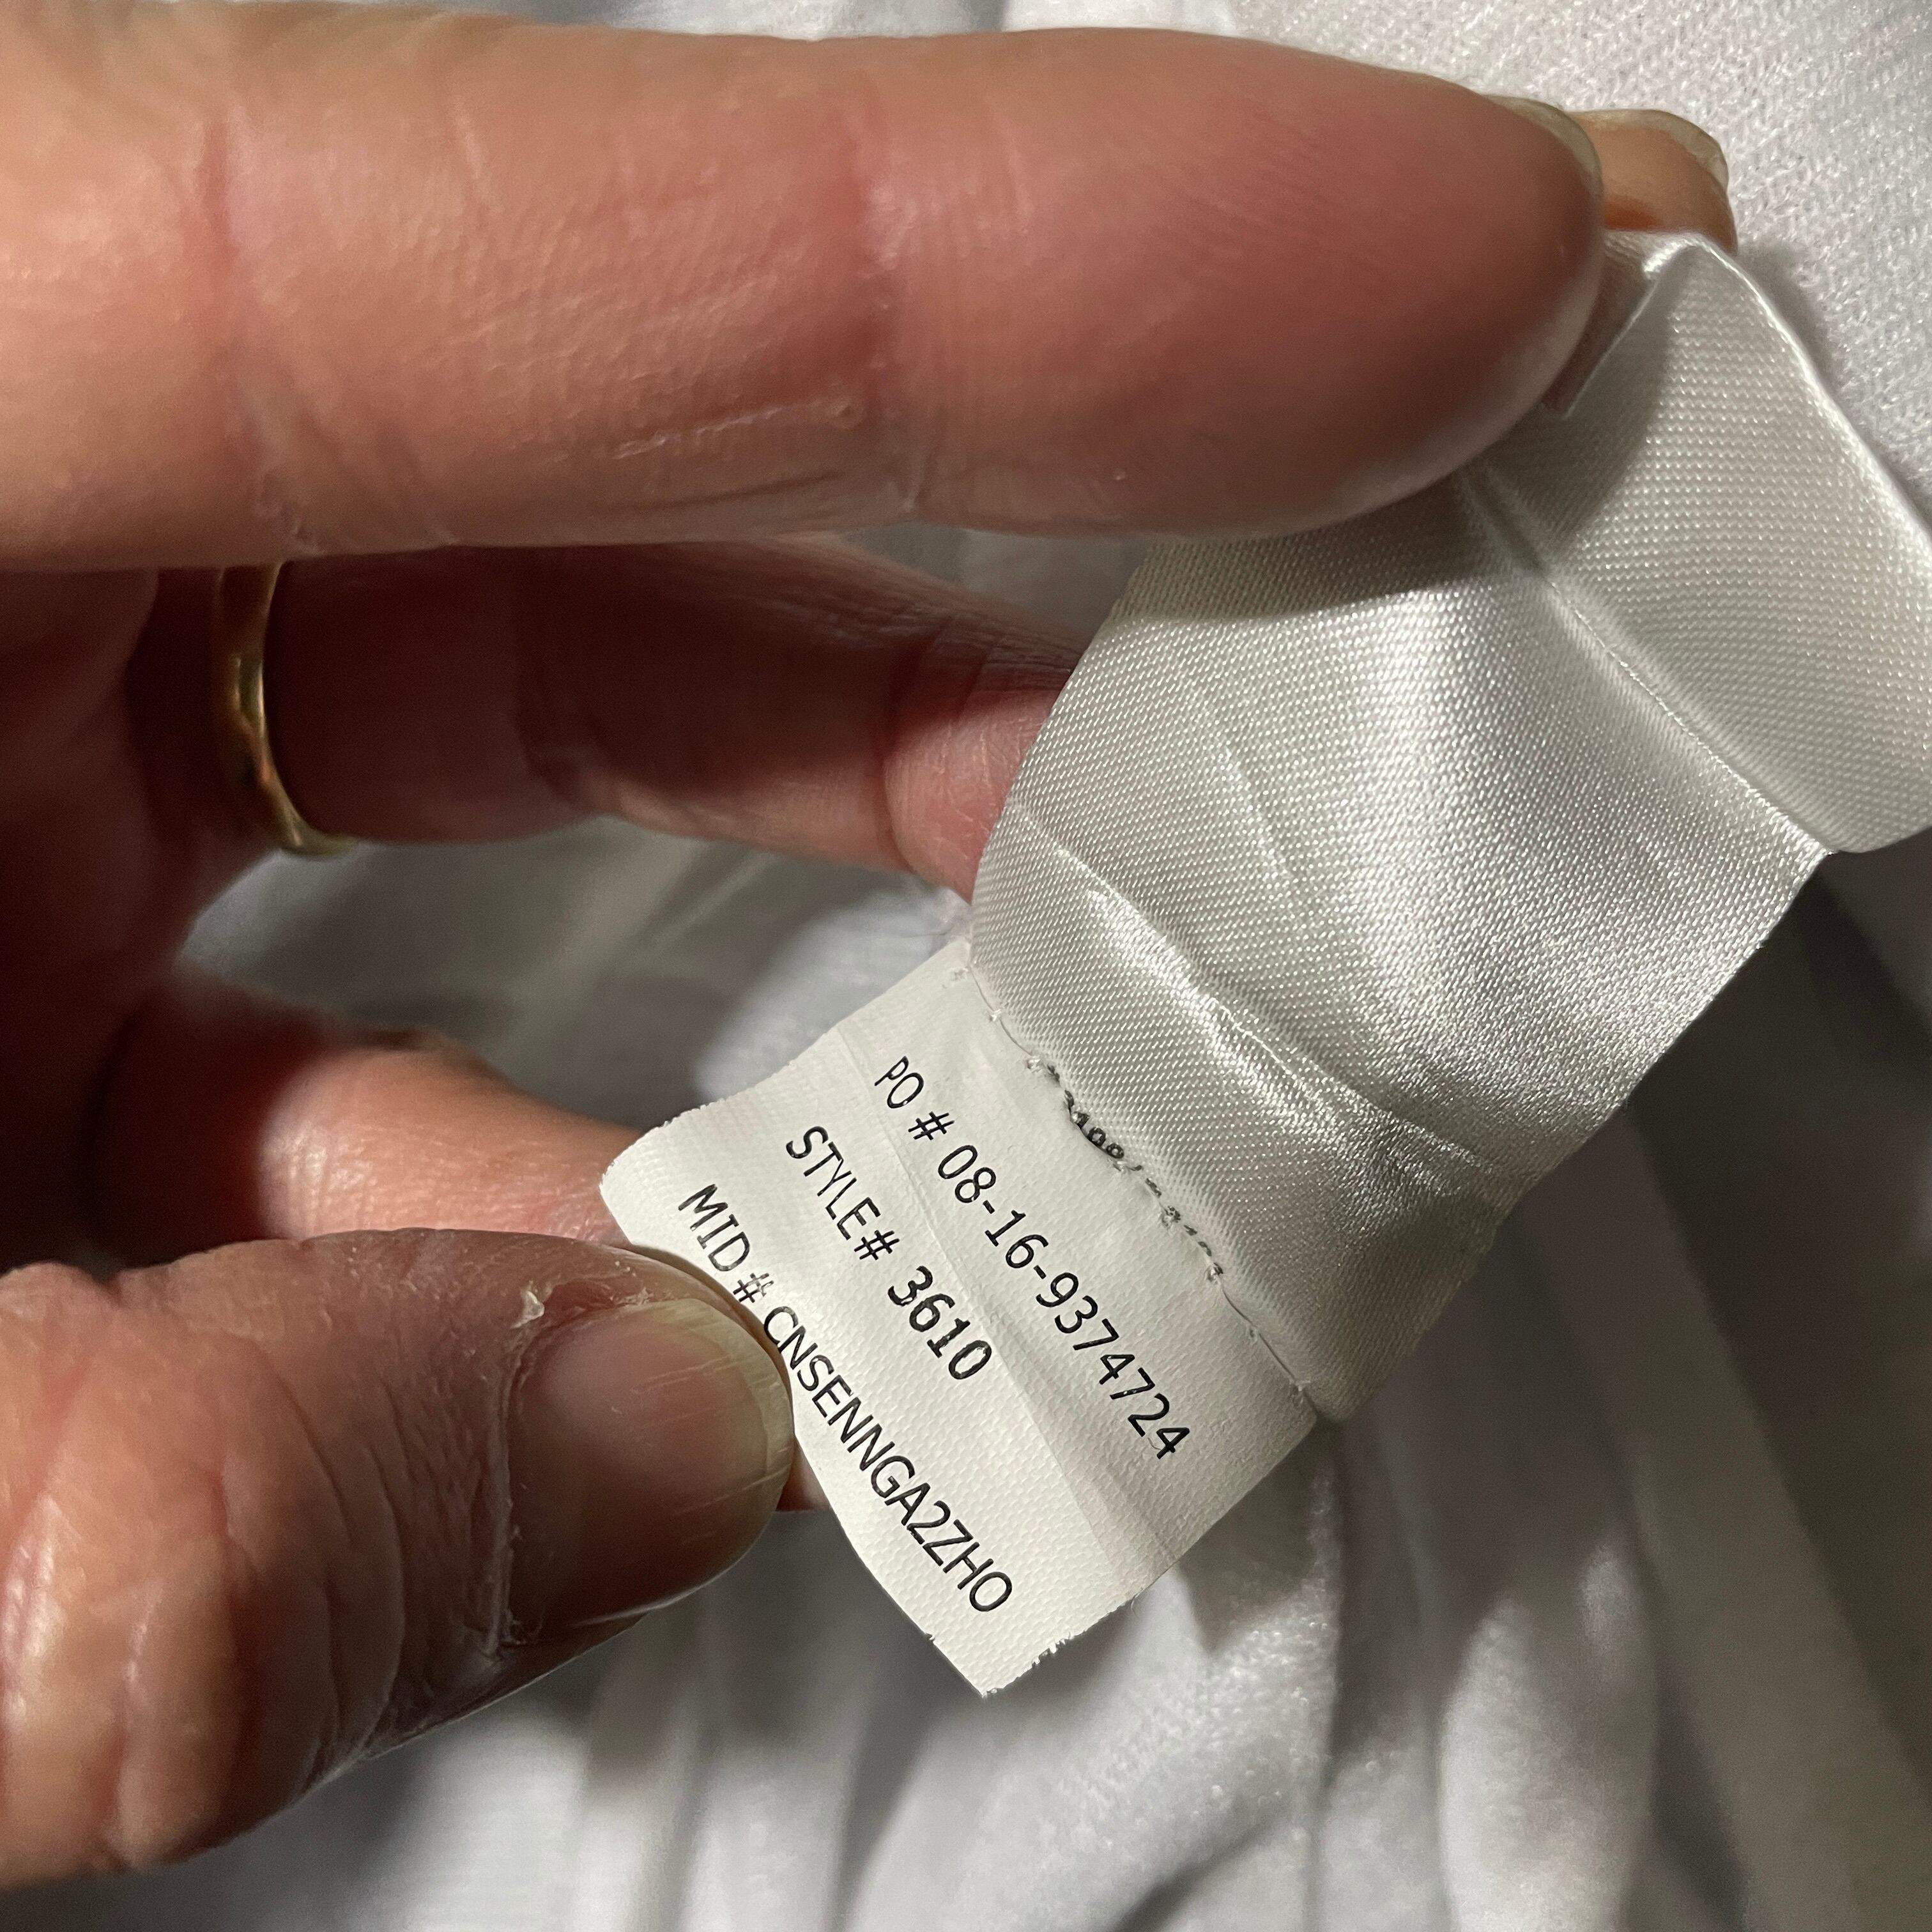 PO # 08-16-9374724
STYLE# 3610
MID# CNSENNGA2ZHO